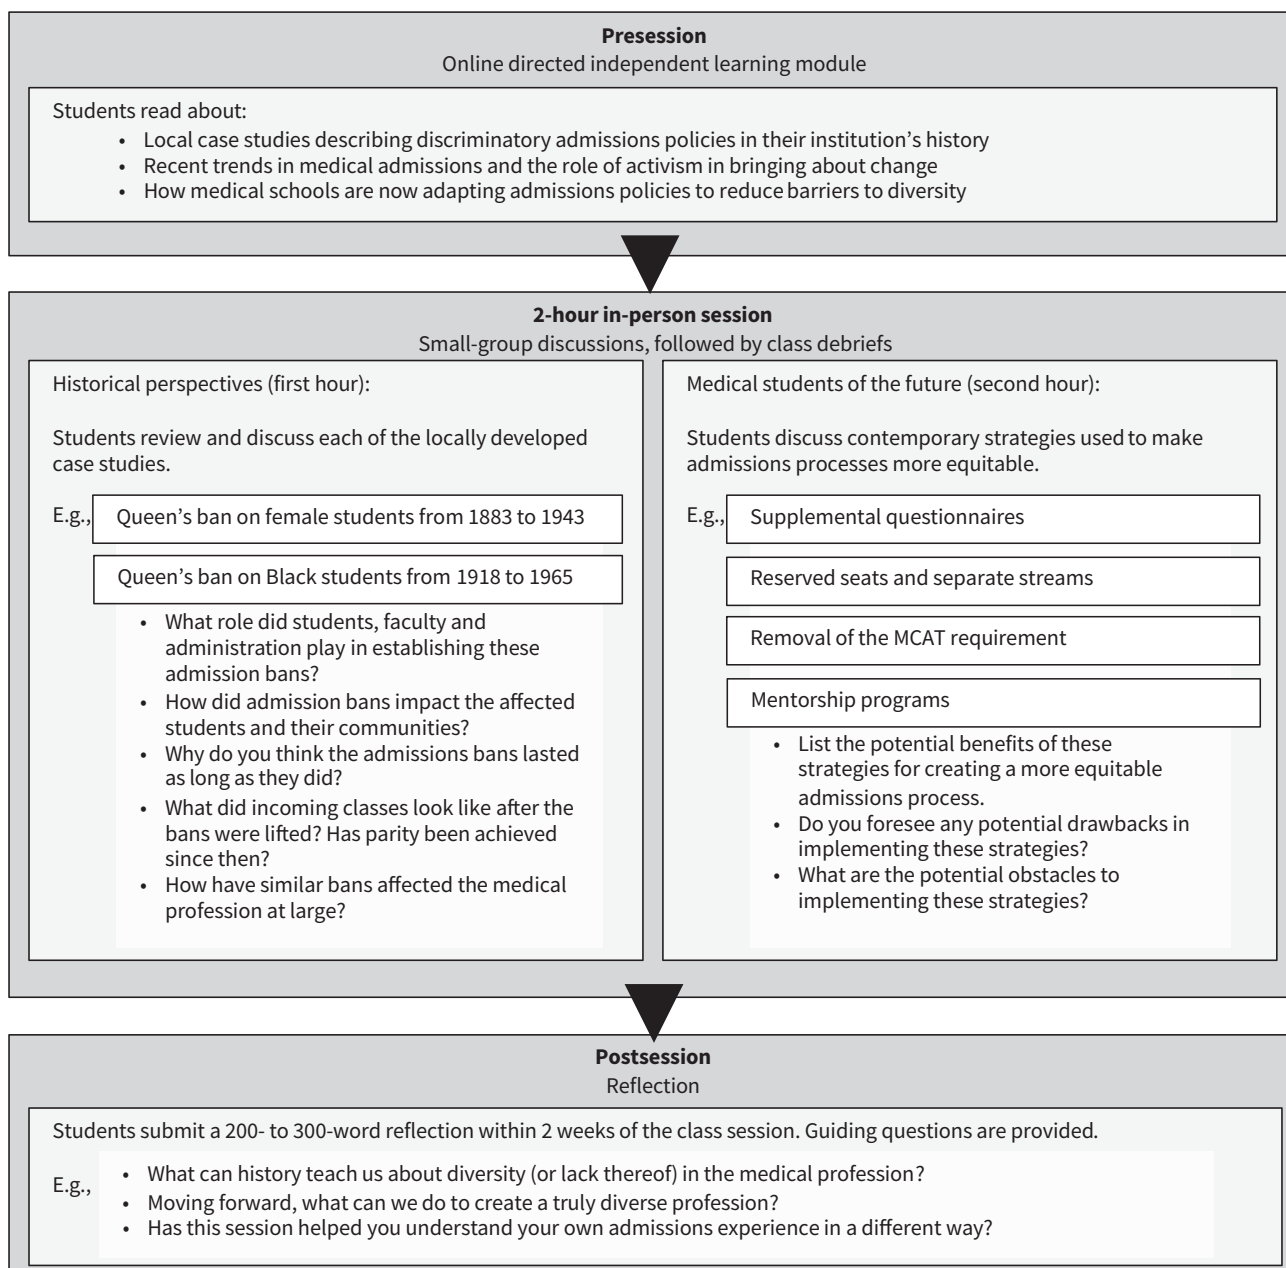 Presession
Online directed independent learning module
Students read about:
• Local case studies describing discriminatory admissions policies in their institution’s history
• Recent trends in medical admissions and the role of activism in bringing about change
• How medical schools are now adapting admissions policies to reduce barriers to diversity
2-hour in-person session
Small-group discussions, followed by class debriefs
Historical perspectives (first hour):
Students review and discuss each of the locally developed
case studies.
E.g.,
Queen’s ban on female students from 1883 to 1943
Queen’s ban on Black students from 1918 to 1965
• What role did students, faculty and
administration play in establishing these
admission bans?
• How did admission bans impact the affected
students and their communities?
• Why do you think the admissions bans lasted
as long as they did?
• What did incoming classes look like after the
bans were lifted? Has parity been achieved
since then?
• How have similar bans affected the medical
profession at large?
Medical students of the future (second hour):
Students discuss contemporary strategies used to make
admissions processes more equitable.
E.g.,
Supplemental questionnaires
Reserved seats and separate streams
Removal of the MCAT requirement
Mentorship programs
• List the potential benefits of these
strategies for creating a more equitable
admissions process.
• Do you foresee any potential drawbacks in
implementing these strategies?
• What are the potential obstacles to
implementing these strategies?
Postsession
Reflection
Students submit a 200- to 300-word reflection within 2 weeks of the class session. Guiding questions are provided.
E.g.,
• What can history teach us about diversity (or lack thereof) in the medical profession?
• Moving forward, what can we do to create a truly diverse profession?
• Has this session helped you understand your own admissions experience in a different way?